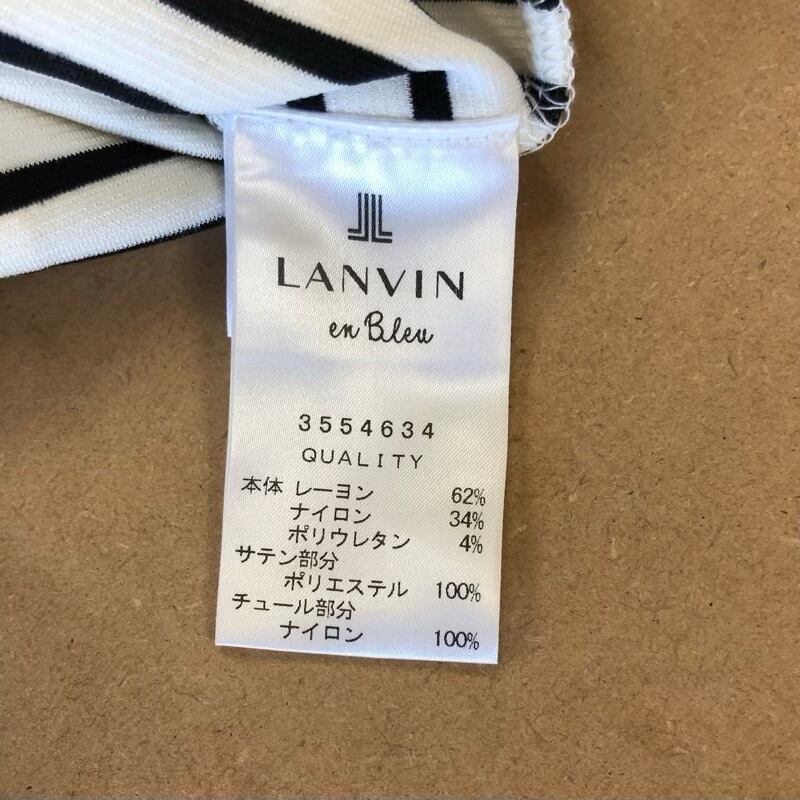 LANVIN
en Bleu
3554634
QUALITY
本体 レーヨン 62%
ナイロン 34%
ポリウレタン 4%
サテン部分
ポリエステル 100%
チュール部分
ナイロン 100%